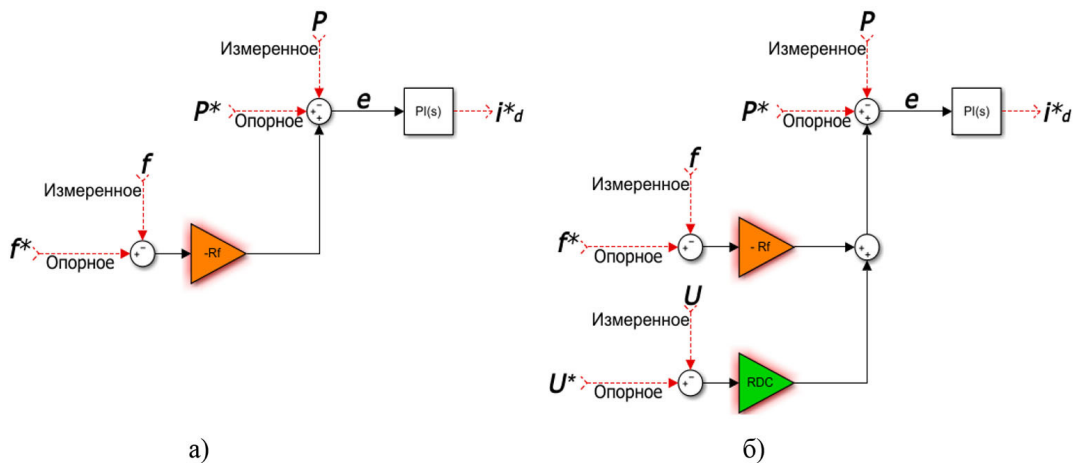 P
Измеренное
P*
Опорное
e
PI(s)
i*d
f
Измеренное
f*
Опорное
-Rf
а)
P
Измеренное
P*
Опорное
e
PI(s)
i*d
f
Измеренное
f*
Опорное
- Rf
U
Измеренное
U*
Опорное
RDC
б)